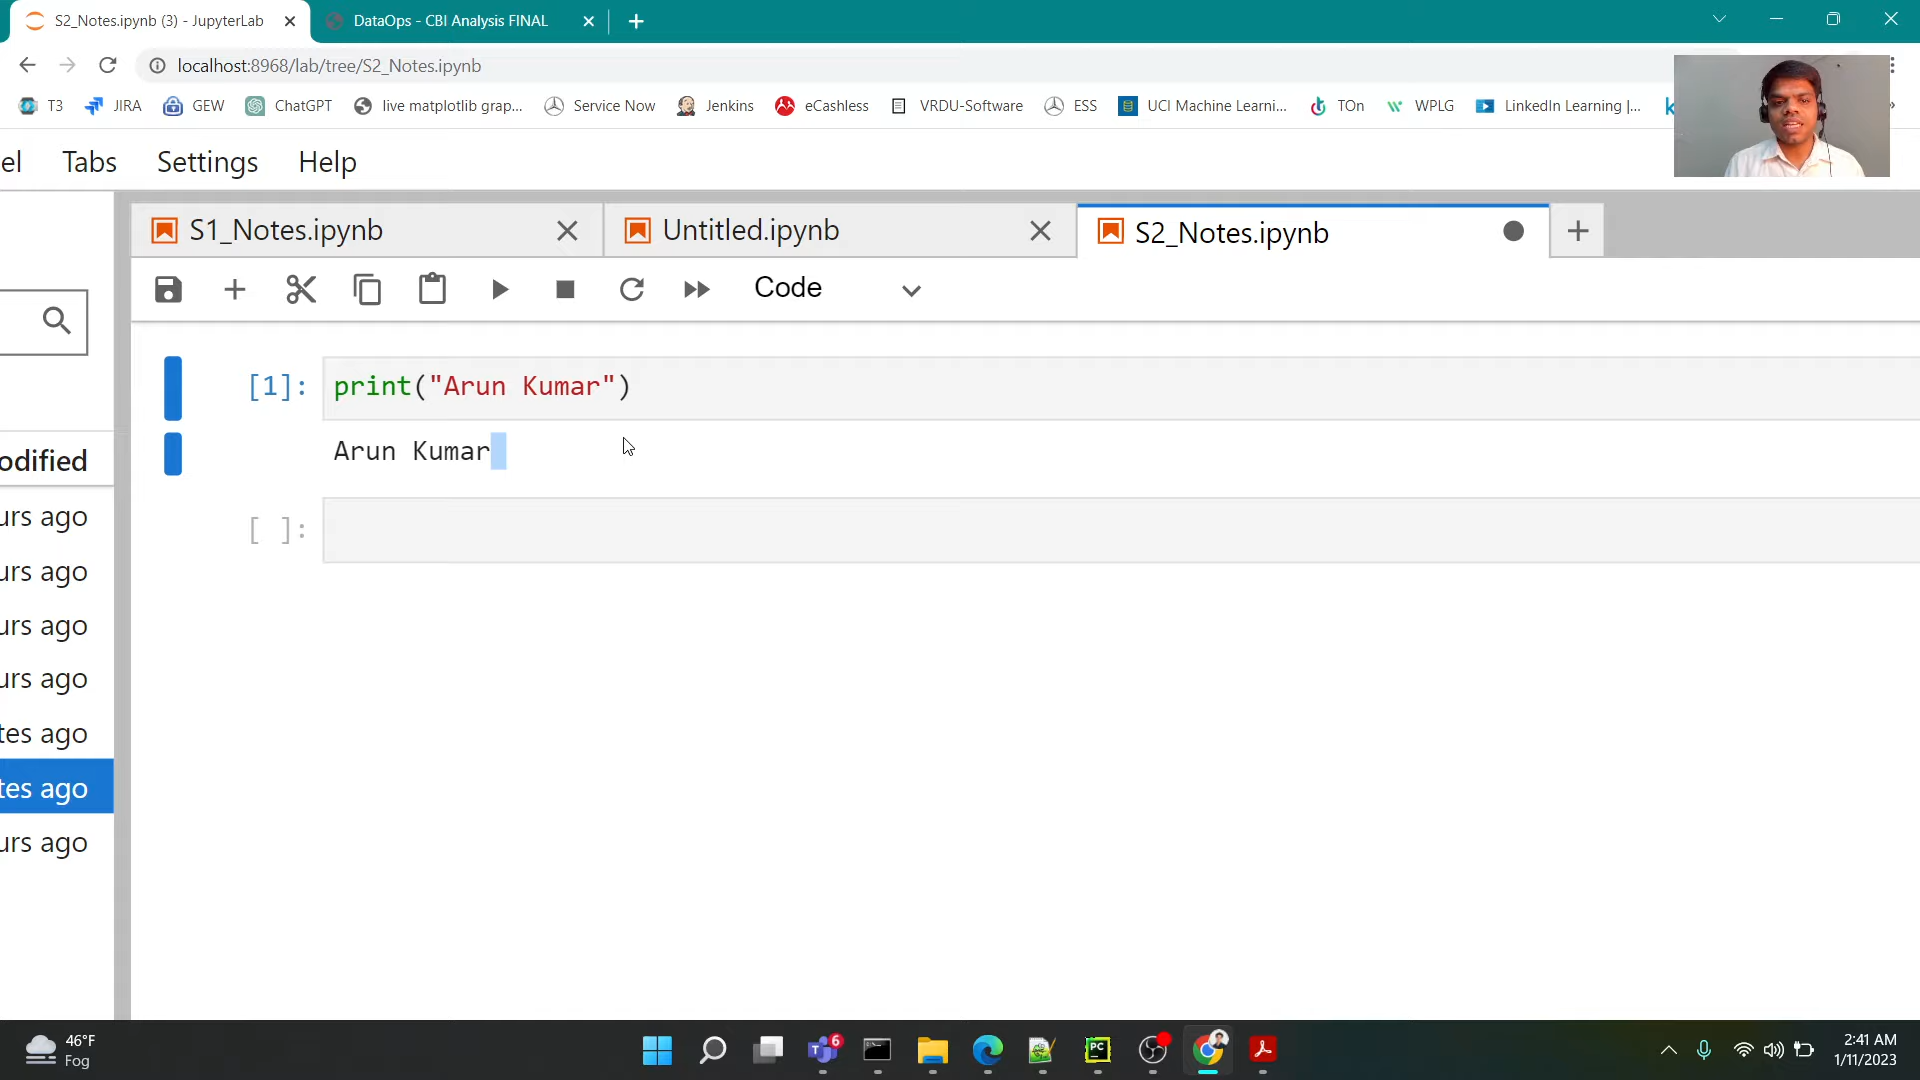 S2_Notes.ipynb (3) - JupyterLab
DataOps - CBI Analysis FINAL
localhost:8968/lab/tree/S2_Notes.ipynb
T3 JIRA GEW ChatGPT live matplotlib grap... Service Now Jenkins eCashless VRDU-Software ESS UCI Machine Learni... TOn WPLG LinkedIn Learning |...
el Tabs Settings Help
S1_Notes.ipynb Untitled.ipynb S2_Notes.ipynb
Code
[1]: print("Arun Kumar")
Arun Kumar
[ ]:
odified
urs ago
urs ago
urs ago
urs ago
tes ago
tes ago
urs ago
46°F
Fog
6
PC
2:41 AM
1/11/2023